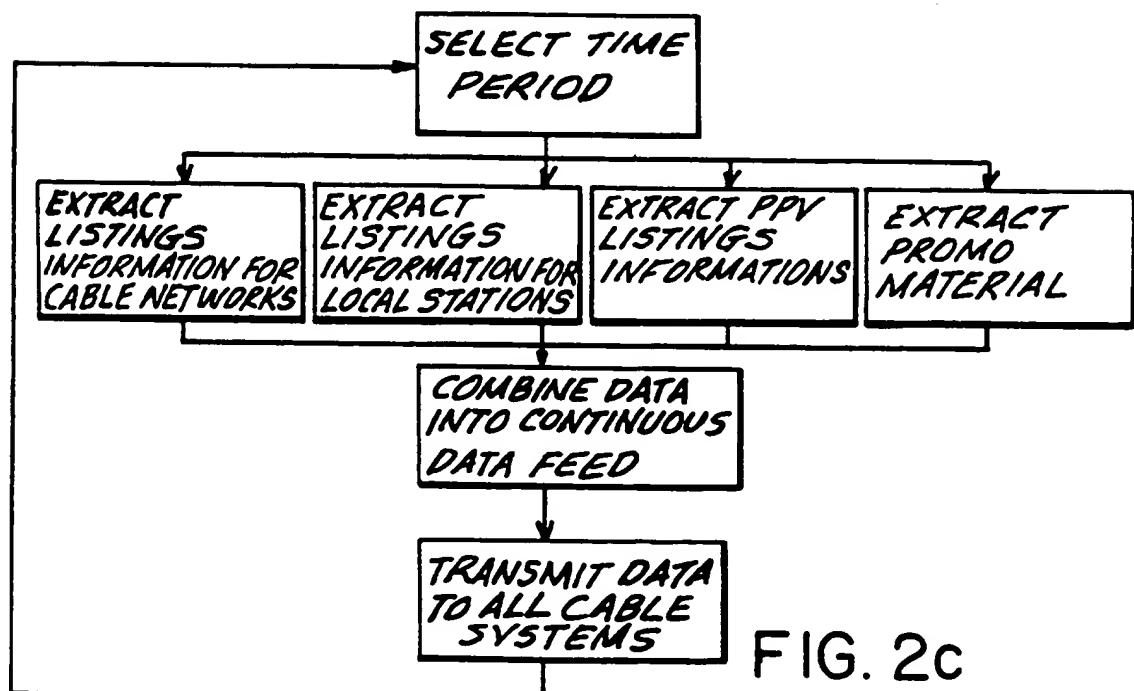 SELECT TIME
PERIOD
EXTRACT
LISTINGS
INFORMATION FOR
CABLE NETWORKS
EXTRACT
LISTINGS
INFORMATION FOR
LOCAL STATIONS
EXTRACT PPV
LISTINGS
INFORMATIONS
EXTRACT
PROMO
MATERIAL
COMBINE DATA
INTO CONTINUOUS
DATA FEED
TRANSMIT DATA
TO ALL CABLE
SYSTEMS
FIG. 2c